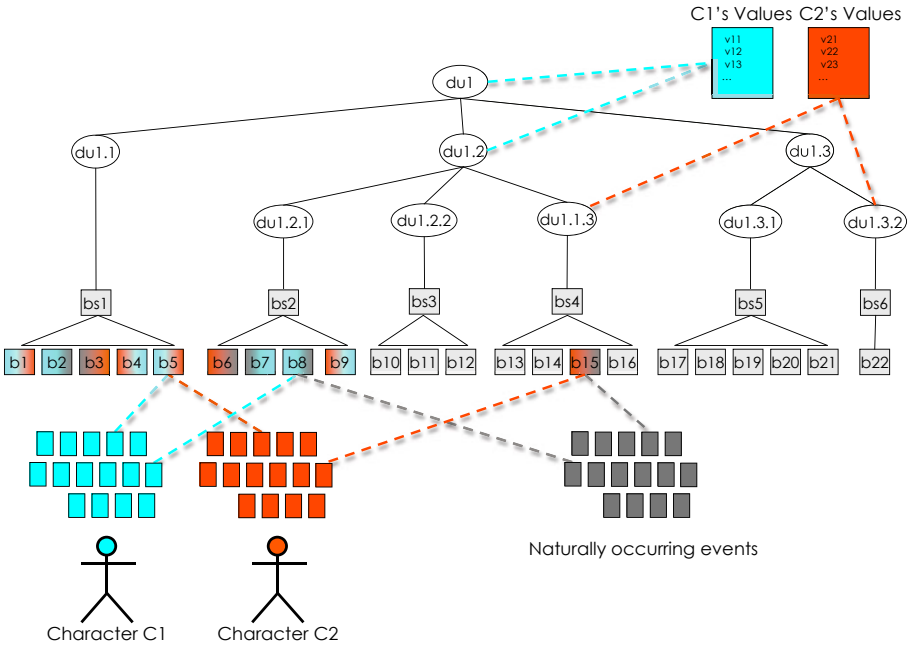 C1's Values C2's Values
v11 v21
v12 v22
v13 v23
... ...
du1
du1.1 du1.2 du1.3
du1.2.1 du1.2.2 du1.1.3 du1.3.1 du1.3.2
bs1 bs2 bs3 bs4 bs5 bs6
b1 b2 b3 b4 b5 b6 b7 b8 b9 b10 b11 b12 b13 b14 b15 b16 b17 b18 b19 b20 b21 b22
Naturally occurring events
Character C1 Character C2